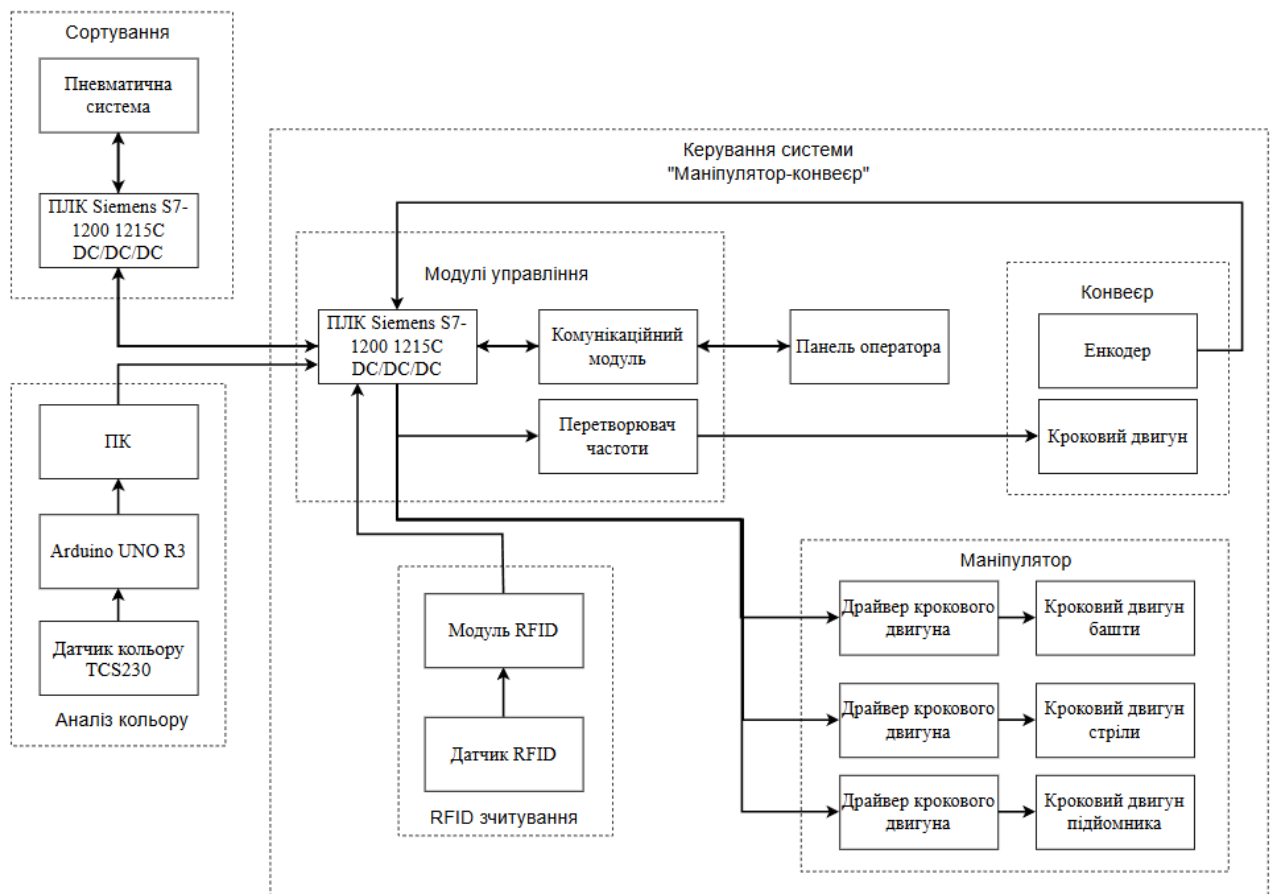 Сортування
Пневматична
система
ПЛК Siemens S7-
1200 1215C
DC/DC/DC
Керування системи
"Маніпулятор-конвеєр"
Модулі управління
ПЛК Siemens S7-
1200 1215C
DC/DC/DC
Комунікаційний
модуль
Панель оператора
Перетворювач
частоти
Конвеєр
Енкодер
Кроковий двигун
ПК
Arduino UNO R3
Датчик кольору
TCS230
Аналіз кольору
Модуль RFID
Датчик RFID
RFID зчитування
Маніпулятор
Драйвер крокового
двигуна
Кроковий двигун
башти
Драйвер крокового
двигуна
Кроковий двигун
стріли
Драйвер крокового
двигуна
Кроковий двигун
підйомника